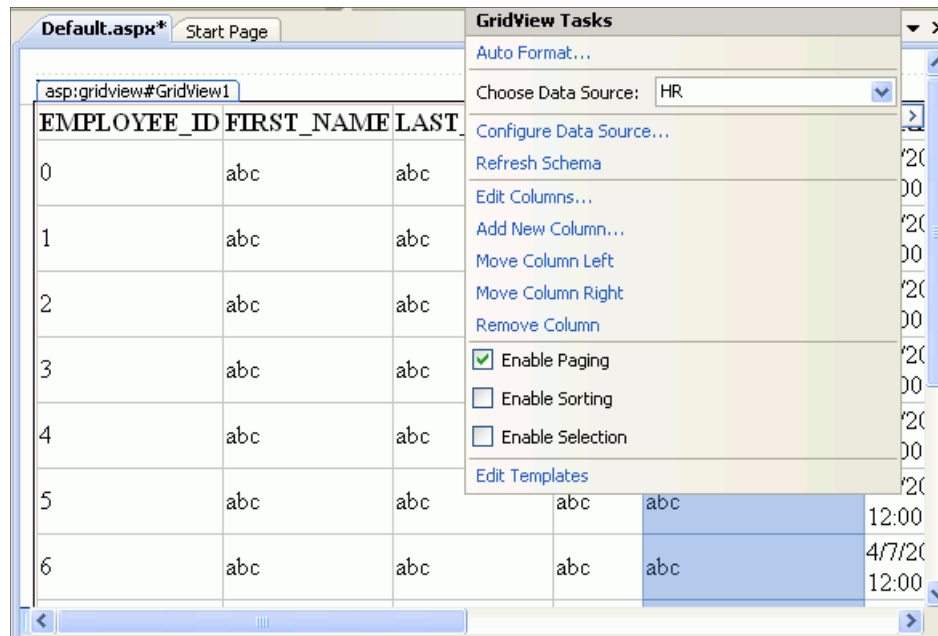 Default.aspx* Start Page
GridView Tasks
Auto Format...
Choose Data Source: HR
Configure Data Source...
Refresh Schema
Edit Columns...
Add New Column...
Move Column Left
Move Column Right
Remove Column
Enable Paging
Enable Sorting
Enable Selection
Edit Templates
asp:gridview#GridView1
EMPLOYEE_ID FIRST_NAME LAST_
0 abc abc
1 abc abc
2 abc abc
3 abc abc
4 abc abc
5 abc abc abc abc
12:00
6 abc abc abc abc 4/7/20
12:00